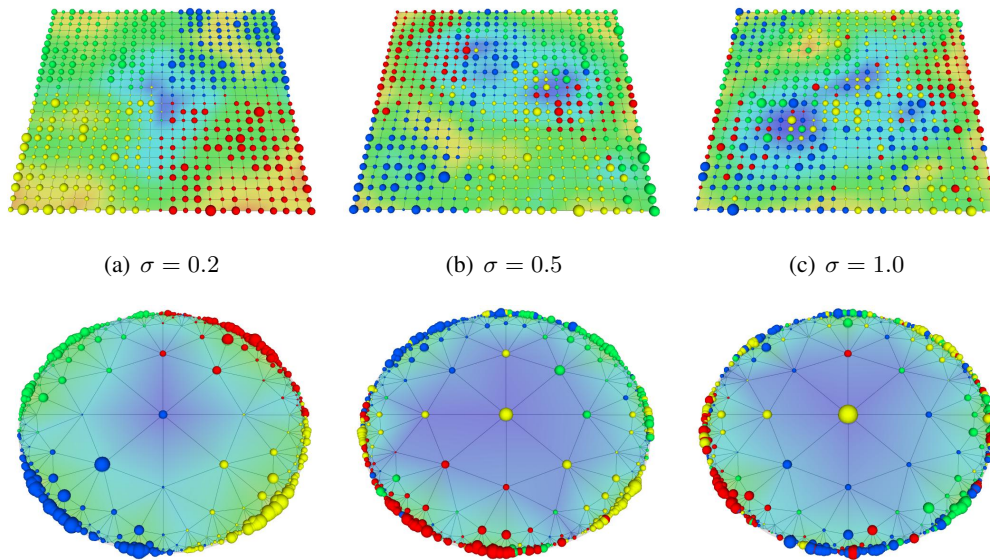 (a) σ = 0.2
(b) σ = 0.5
(c) σ = 1.0